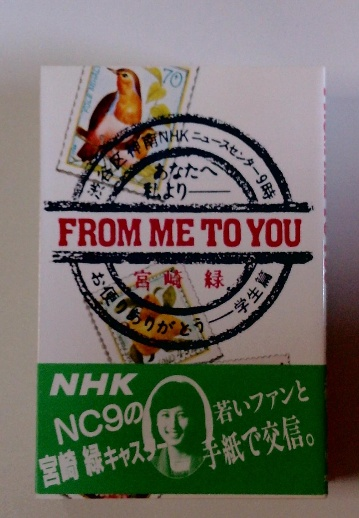 70
渋谷区神南NHKニュースセンター9時
あなたへ
私より――
FROM ME TO YOU
宮崎 緑
お便りありがとう――学生篇
NHK
NC9の
宮崎 緑キャスター
若いファンと
手紙で交信。